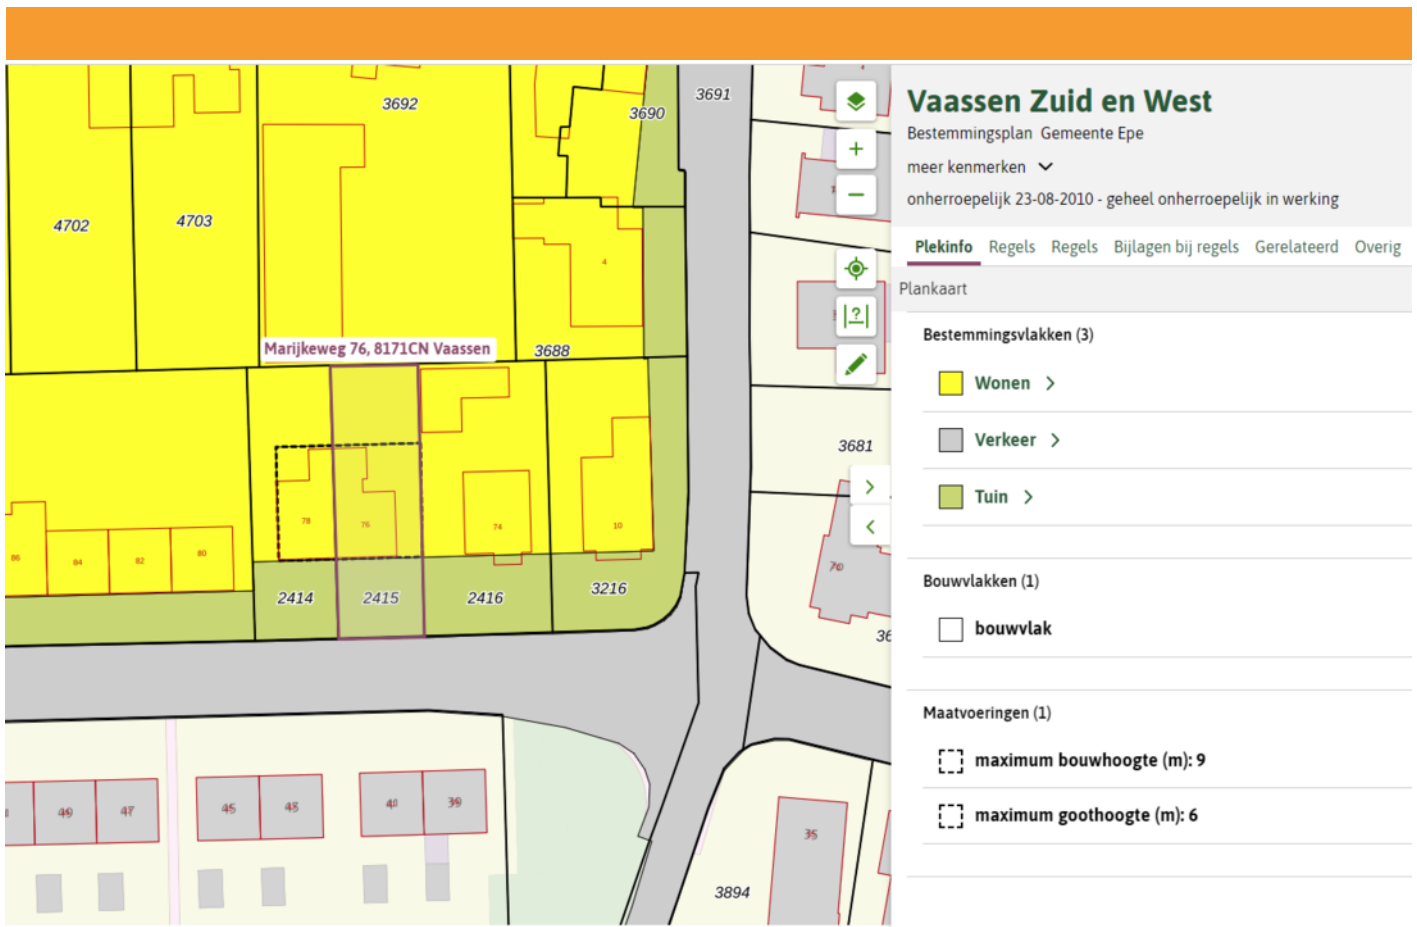 3692
3690
3691
4702
4703
4
Marijkeweg 76, 8171CN Vaassen
3688
3681
78
76
74
10
86
84
82
80
2414
2415
2416
3216
70
49
47
45
43
39
35
3894
+
−
?
Vaassen Zuid en West
Bestemmingsplan Gemeente Epe
meer kenmerken
onherroepelijk 23-08-2010 - geheel onherroepelijk in werking
Plekinfo Regels Regels Bijlagen bij regels Gerelateerd Overig
Plankaart
Bestemmingsvlakken (3)
Wonen >
Verkeer >
Tuin >
Bouwvlakken (1)
bouwvlak
Maatvoeringen (1)
maximum bouwhoogte (m): 9
maximum goothoogte (m): 6